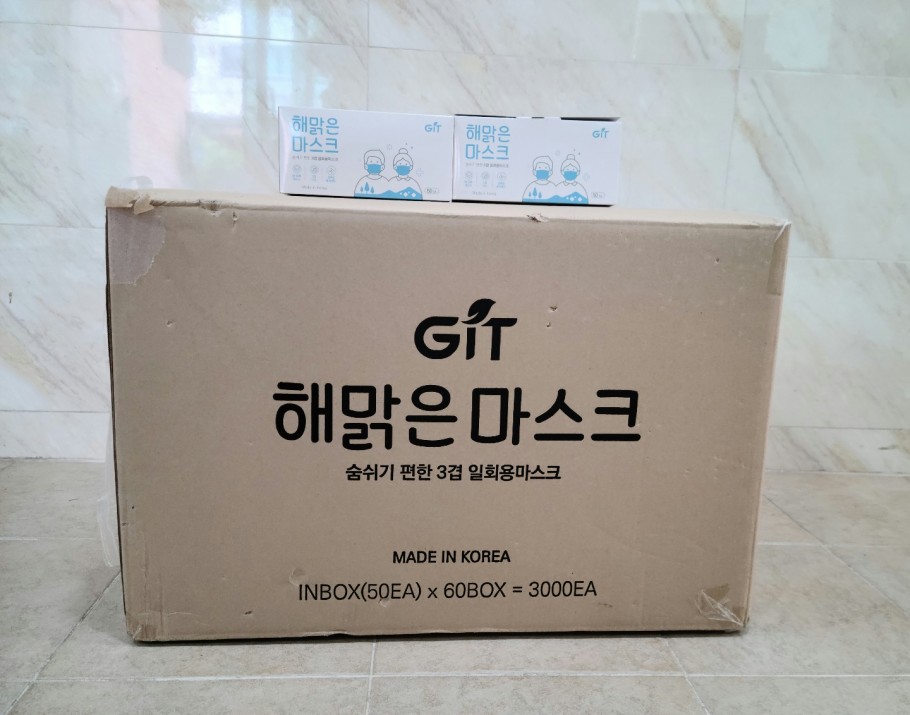 해맑은
마스크
GIT
해맑은
마스크
GIT
GIT
해맑은마스크
숨쉬기 편한 3겹 일회용마스크
MADE IN KOREA
INBOX(50EA) x 60BOX = 3000EA